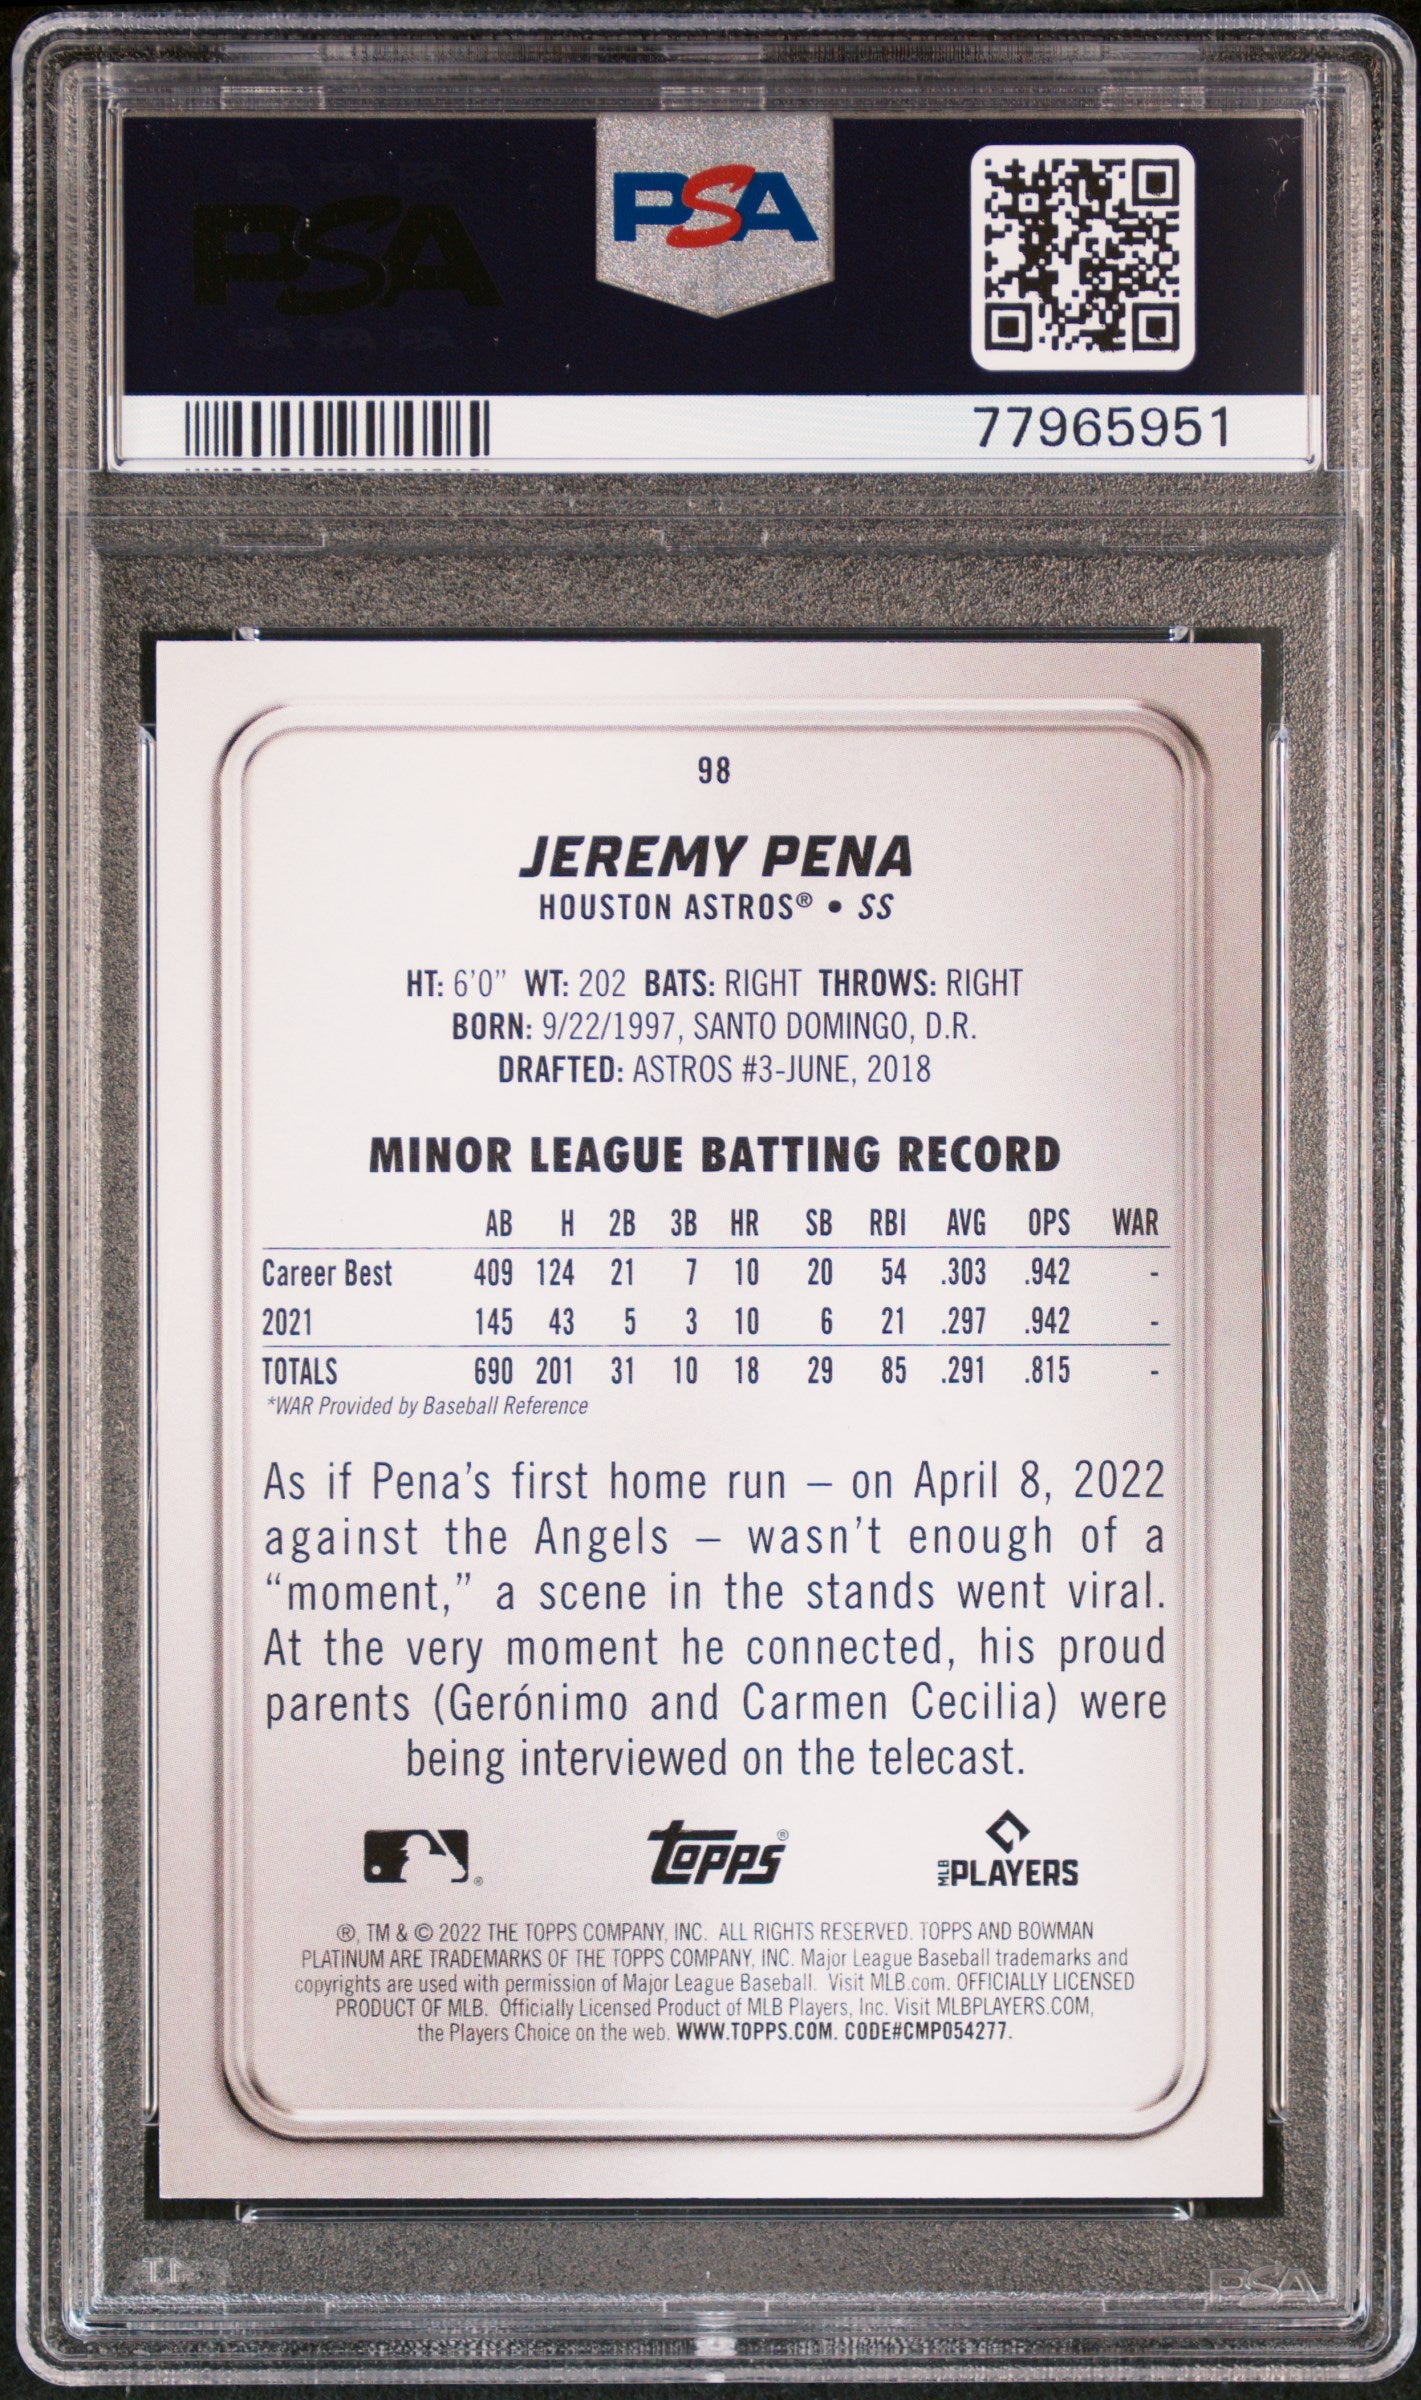 PSA
PSA
77965951
98
JEREMY PENA
HOUSTON ASTROS® • SS
HT: 6'0” WT: 202 BATS: RIGHT THROWS: RIGHT
BORN: 9/22/1997, SANTO DOMINGO, D.R.
DRAFTED: ASTROS #3-JUNE, 2018
MINOR LEAGUE BATTING RECORD
AB H 2B 3B HR SB RBI AVG OPS WAR
Career Best 409 124 21 7 10 20 54 .303 .942 -
2021 145 43 5 3 10 6 21 .297 .942 -
TOTALS 690 201 31 10 18 29 85 .291 .815 -
*WAR Provided by Baseball Reference
As if Pena's first home run – on April 8, 2022
against the Angels – wasn't enough of a
“moment,” a scene in the stands went viral.
At the very moment he connected, his proud
parents (Gerónimo and Carmen Cecilia) were
being interviewed on the telecast.
® topps® MLB PLAYERS
®, TM & © 2022 THE TOPPS COMPANY, INC. ALL RIGHTS RESERVED. TOPPS AND BOWMAN
PLATINUM ARE TRADEMARKS OF THE TOPPS COMPANY, INC. Major League Baseball trademarks and
copyrights are used with permission of Major League Baseball. Visit MLB.com. OFFICIALLY LICENSED
PRODUCT OF MLB. Officially Licensed Product of MLB Players, Inc. Visit MLBPLAYERS.COM,
the Players Choice on the web. WWW.TOPPS.COM. CODE#CMP054277.
PSA